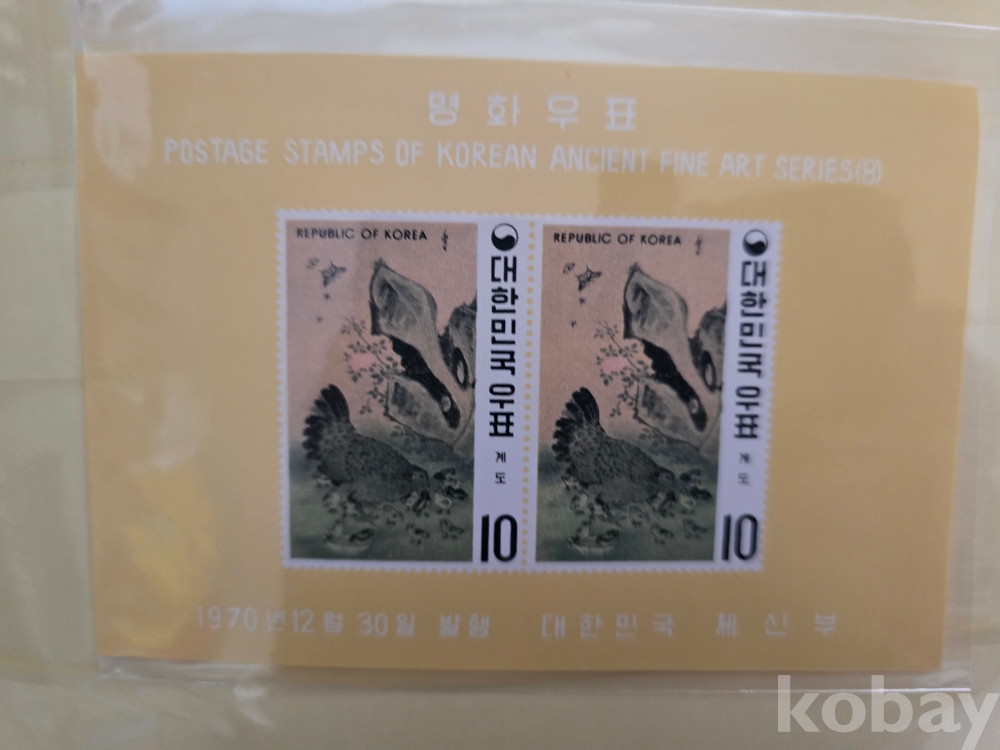 명화우표
POSTAGE STAMPS OF KOREAN ANCIENT FINE ART SERIES(8)
REPUBLIC OF KOREA
대한민국우표
계도
10
REPUBLIC OF KOREA
대한민국우표
계도
10
1970년12월 30일 발행 대한민국 체신부
kobay